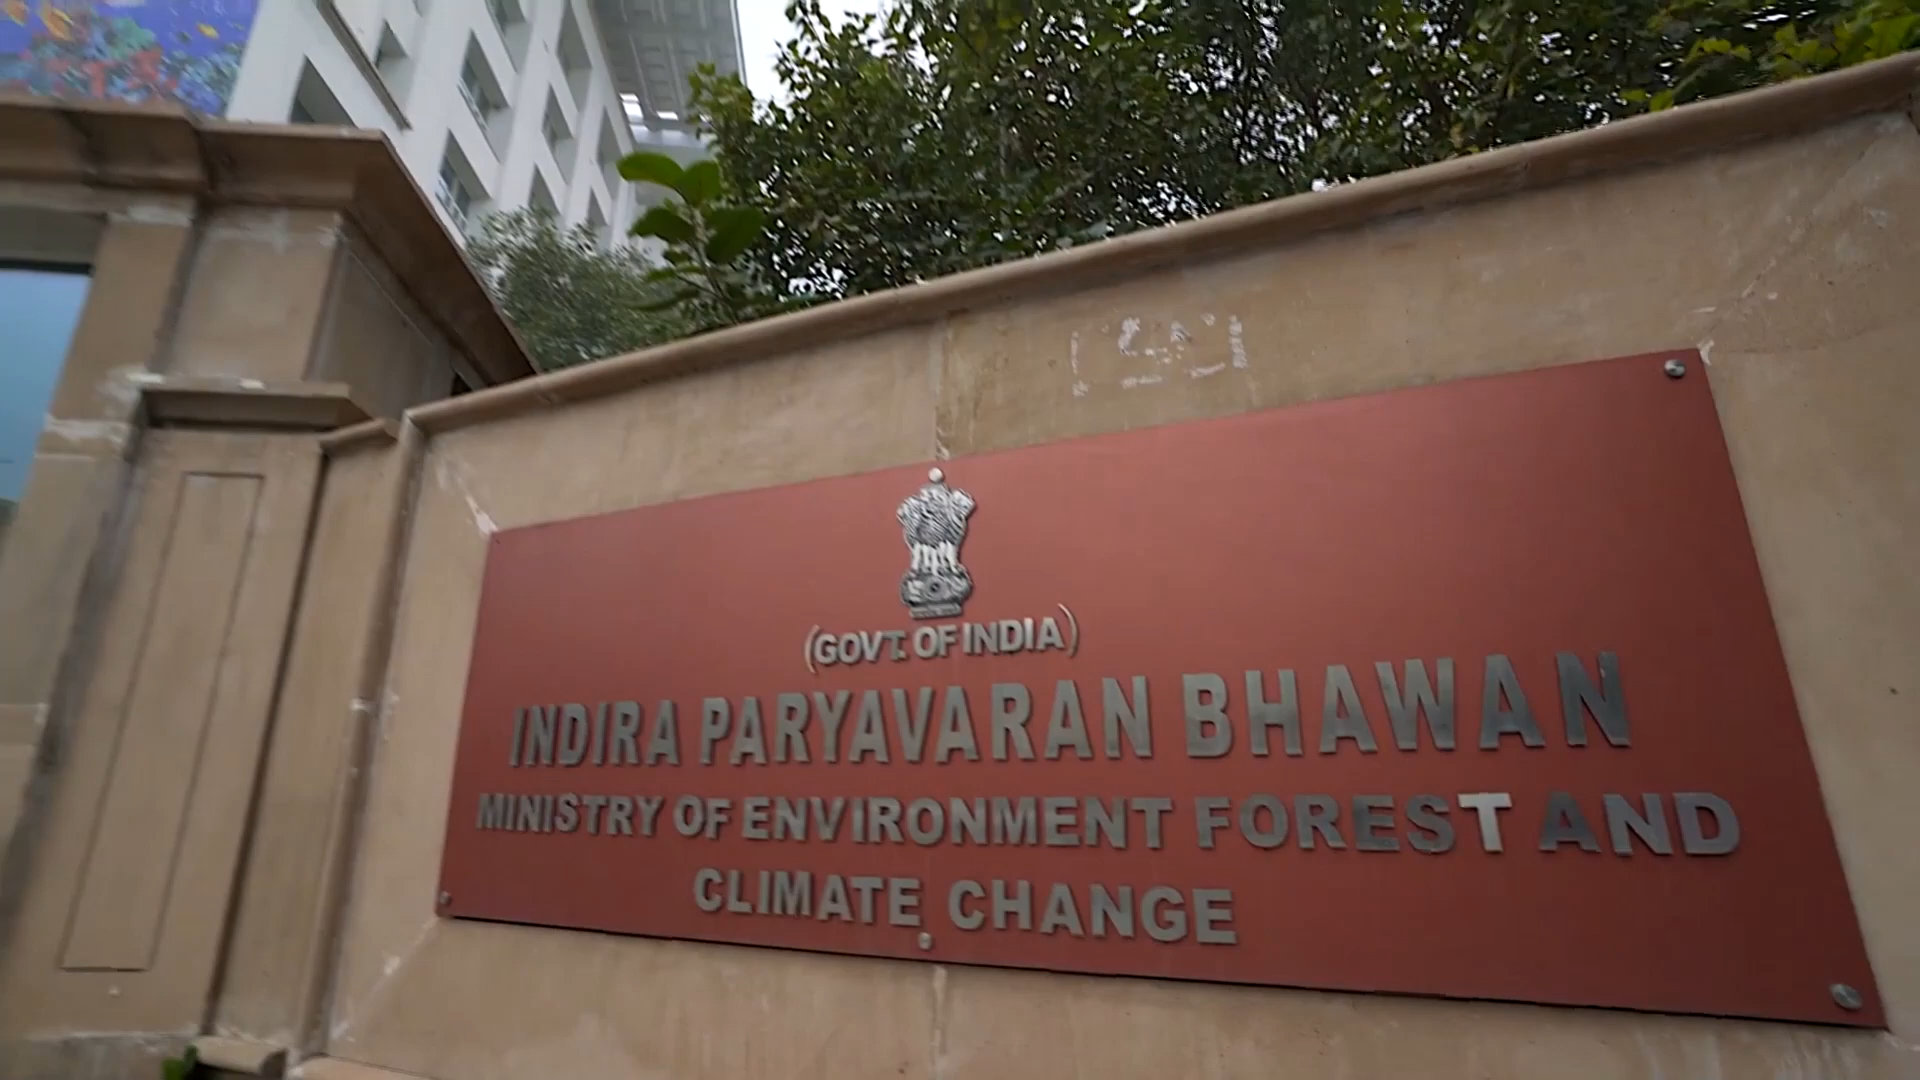 (GOVT. OF INDIA)
INDIRA PARYAVARAN BHAWAN
MINISTRY OF ENVIRONMENT FOREST AND
CLIMATE CHANGE